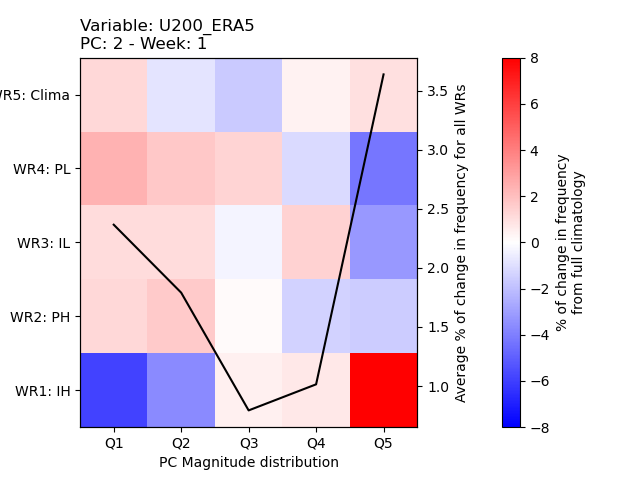 Variable: U200_ERA5
PC: 2 - Week: 1
WR5: Clima
WR4: PL
WR3: IL
WR2: PH
WR1: IH
Q1 Q2 Q3 Q4 Q5
PC Magnitude distribution
3.5
3.0
2.5
2.0
1.5
1.0
Average % of change in frequency for all WRs
8
6
4
2
0
−2
−4
−6
−8
% of change in frequency
from full climatology